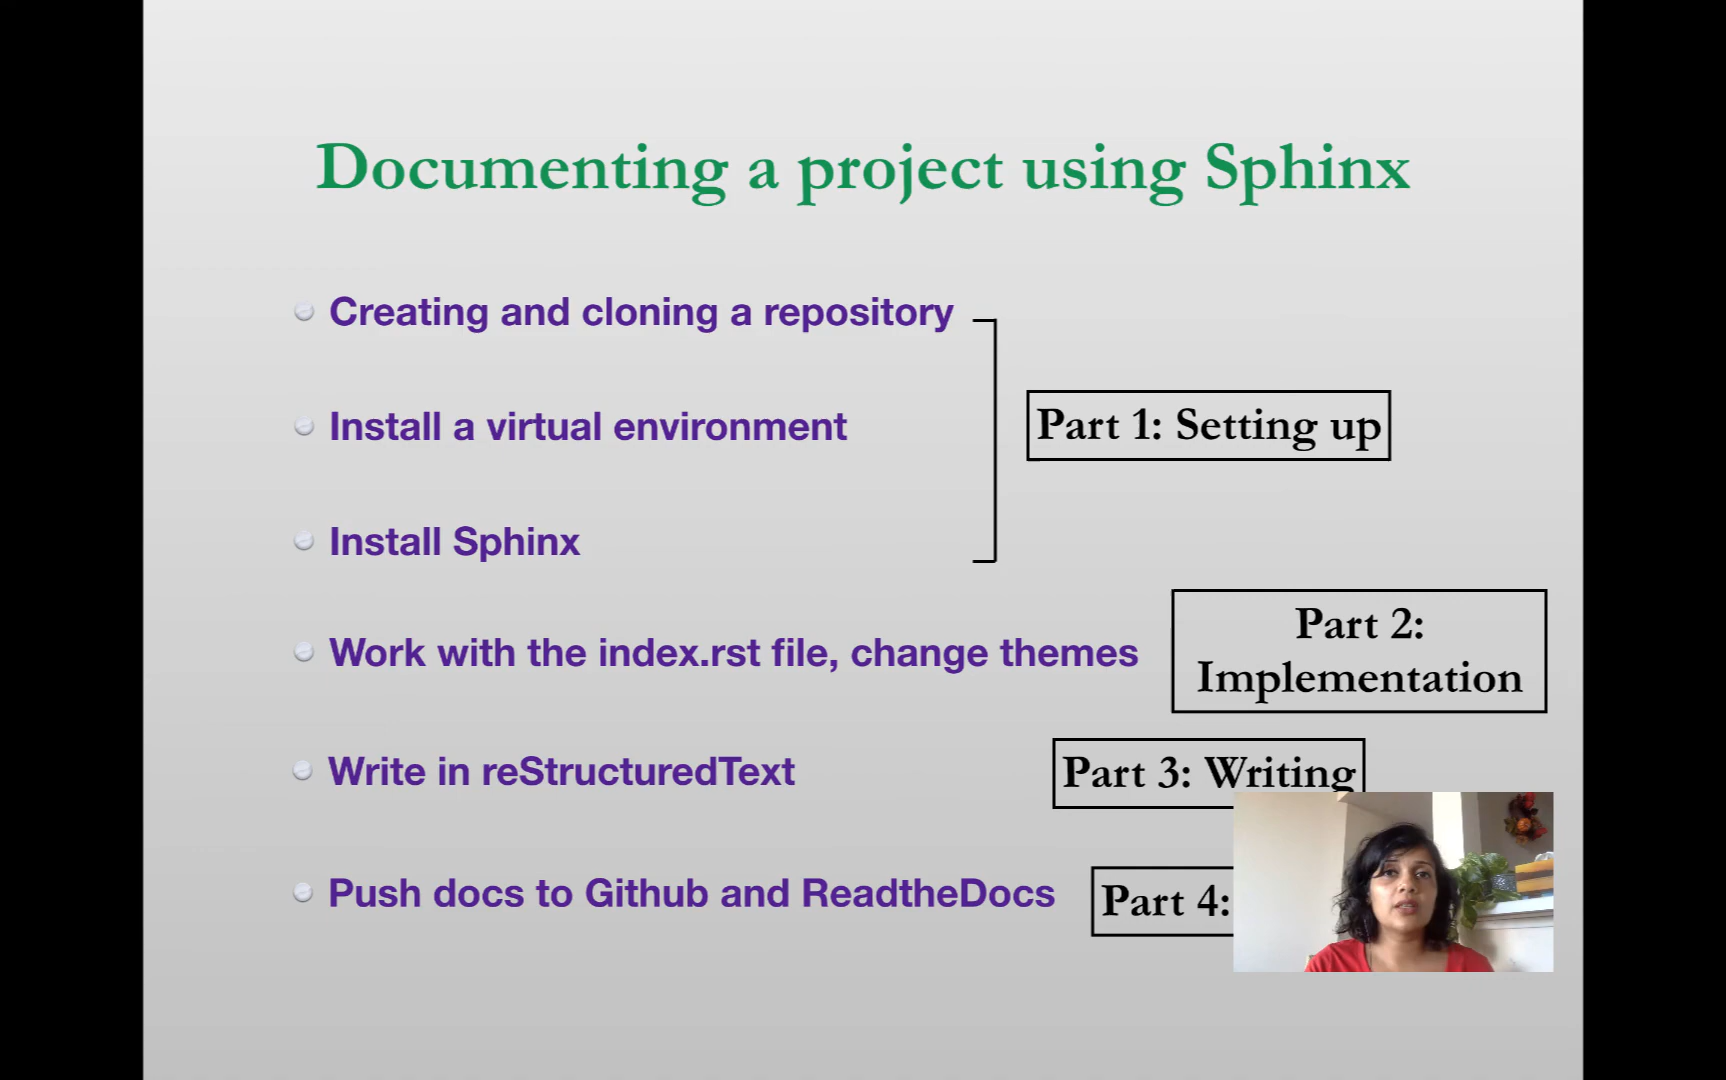 Documenting a project using Sphinx
Creating and cloning a repository
Install a virtual environment
Part 1: Setting up
Install Sphinx
Work with the index.rst file, change themes
Part 2:
Implementation
Write in reStructuredText
Part 3: Writing
Push docs to Github and ReadtheDocs
Part 4: